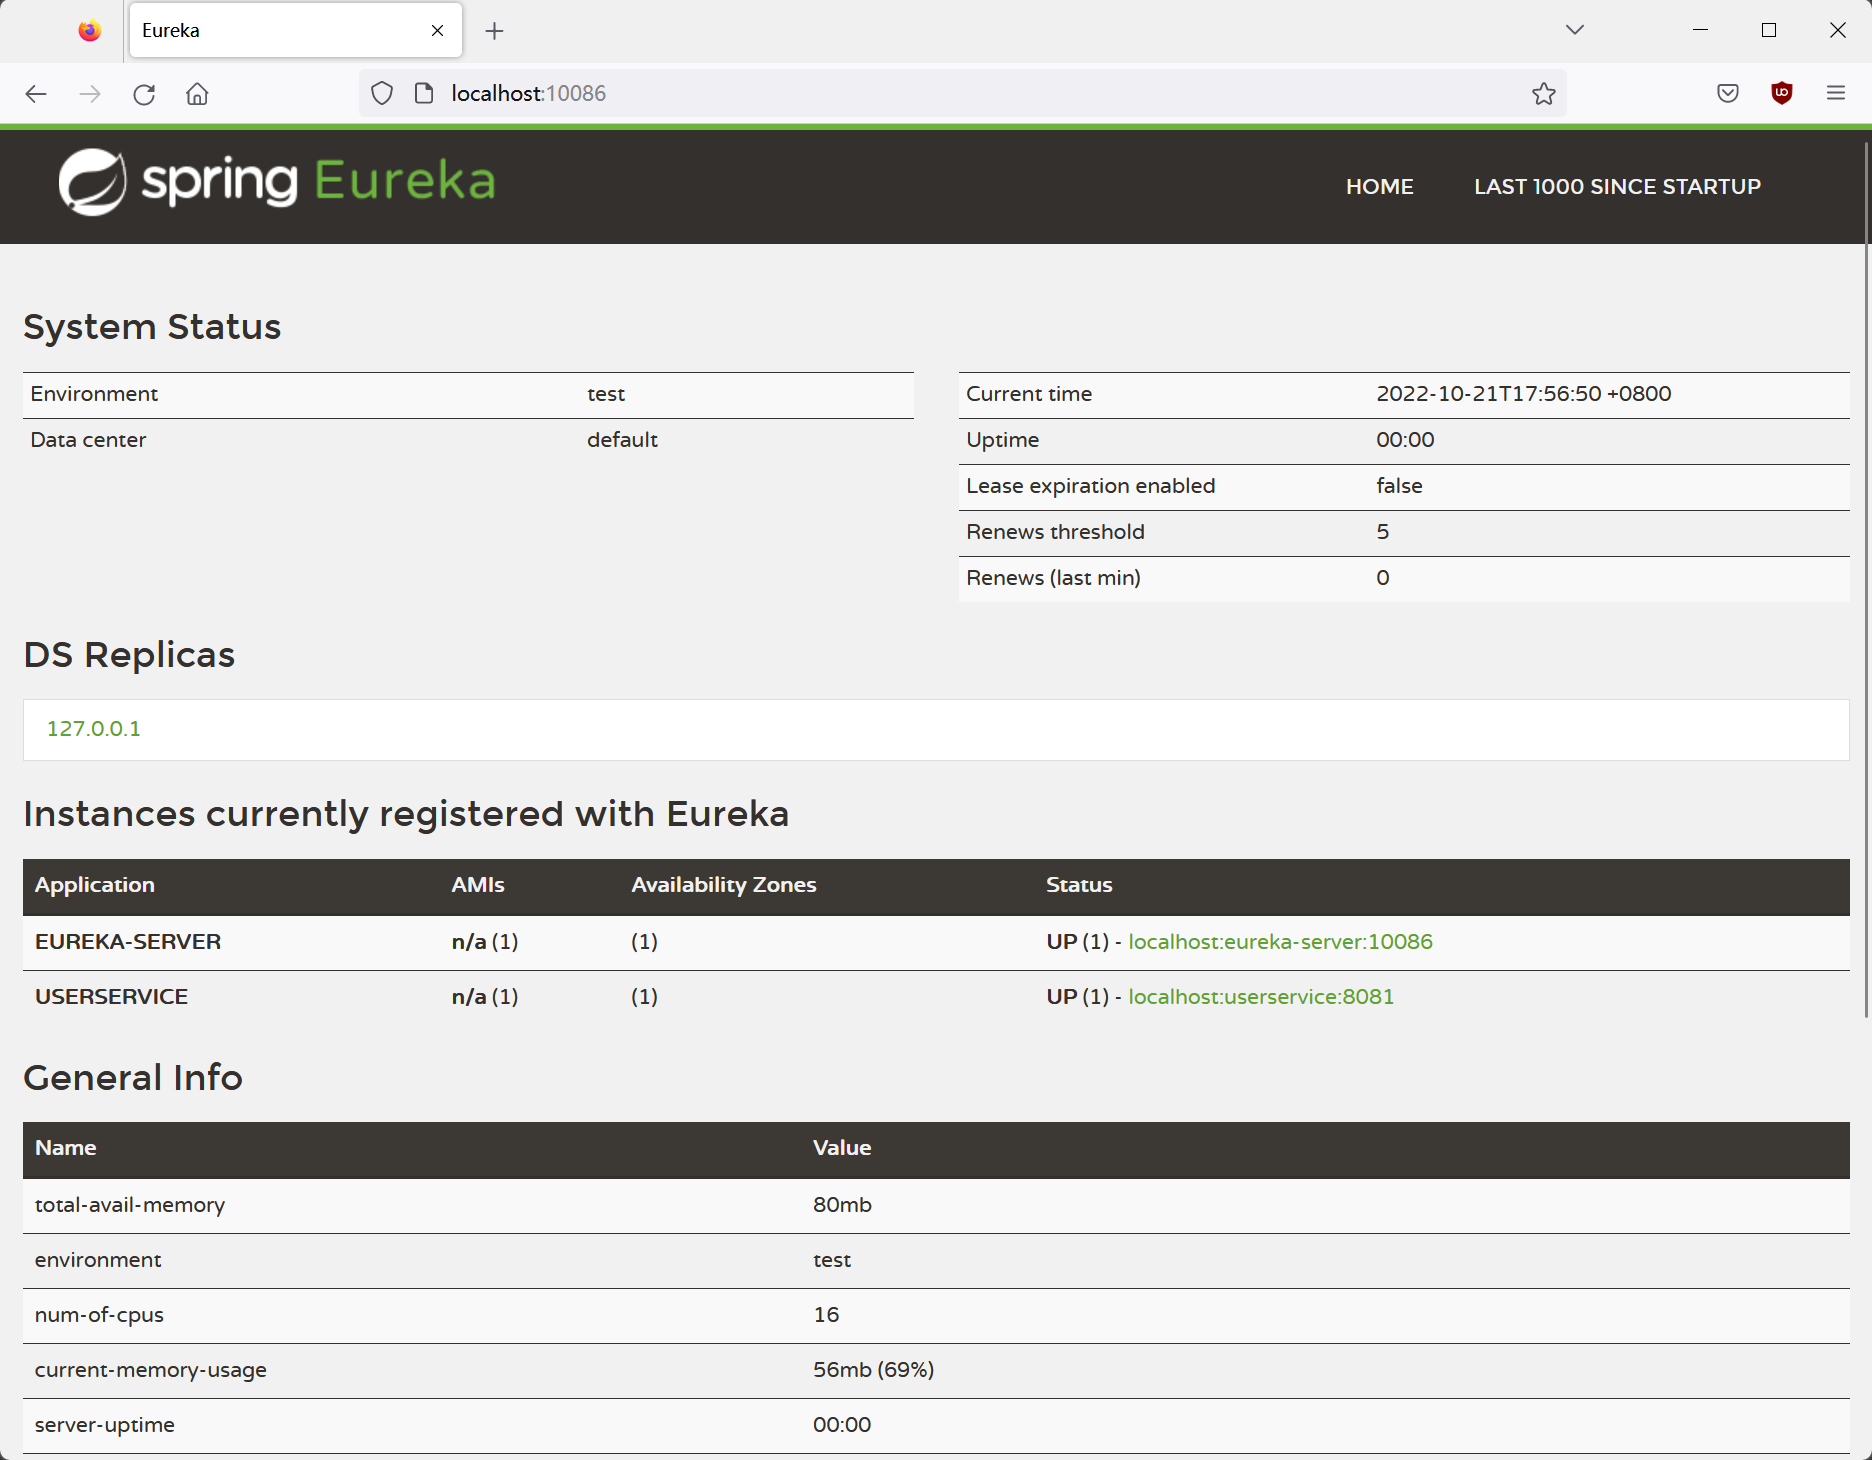 Eureka
localhost:10086
spring Eureka
HOME LAST 1000 SINCE STARTUP
System Status
Environment test
Data center default
Current time 2022-10-21T17:56:50 +0800
Uptime 00:00
Lease expiration enabled false
Renews threshold 5
Renews (last min) 0
DS Replicas
127.0.0.1
Instances currently registered with Eureka
Application AMIs Availability Zones Status
EUREKA-SERVER n/a (1) (1) UP (1) - localhost:eureka-server:10086
USERSERVICE n/a (1) (1) UP (1) - localhost:userservice:8081
General Info
Name Value
total-avail-memory 80mb
environment test
num-of-cpus 16
current-memory-usage 56mb (69%)
server-uptime 00:00